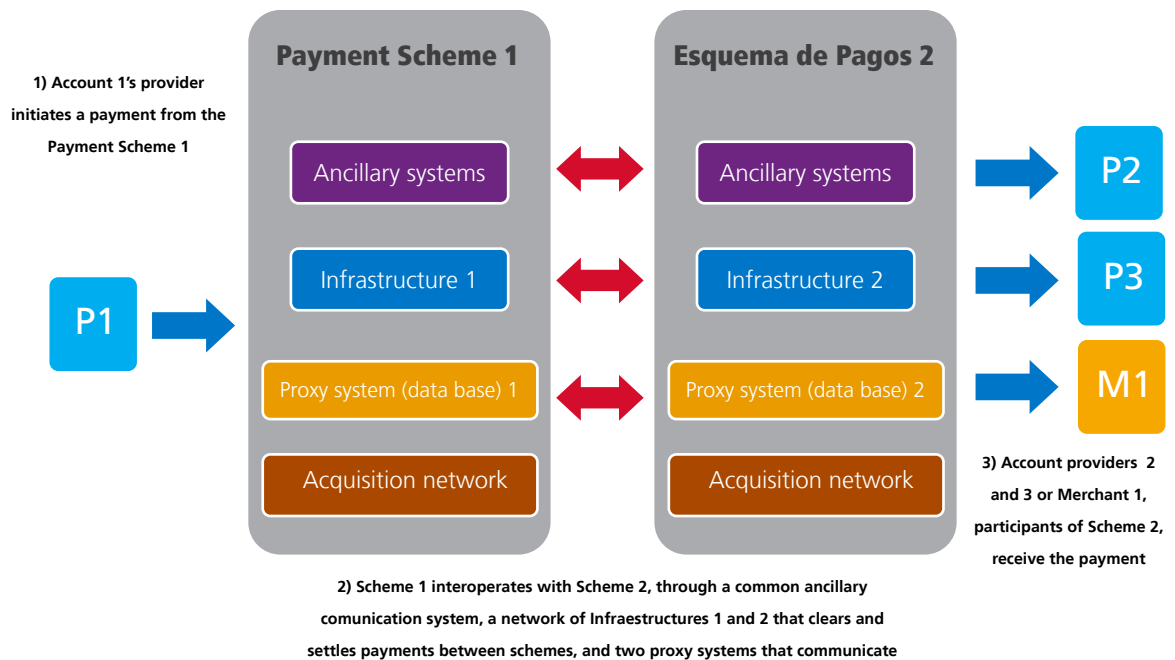 Payment Scheme 1
Esquema de Pagos 2
1) Account 1's provider
initiates a payment from the
Payment Scheme 1
Ancillary systems
Ancillary systems
P2
Infrastructure 1
Infrastructure 2
P3
P1
Proxy system (data base) 1
Proxy system (data base) 2
M1
Acquisition network
Acquisition network
3) Account providers 2
and 3 or Merchant 1,
participants of Scheme 2,
receive the payment
2) Scheme 1 interoperates with Scheme 2, through a common ancillary
comunication system, a network of Infraestructures 1 and 2 that clears and
settles payments between schemes, and two proxy systems that communicate